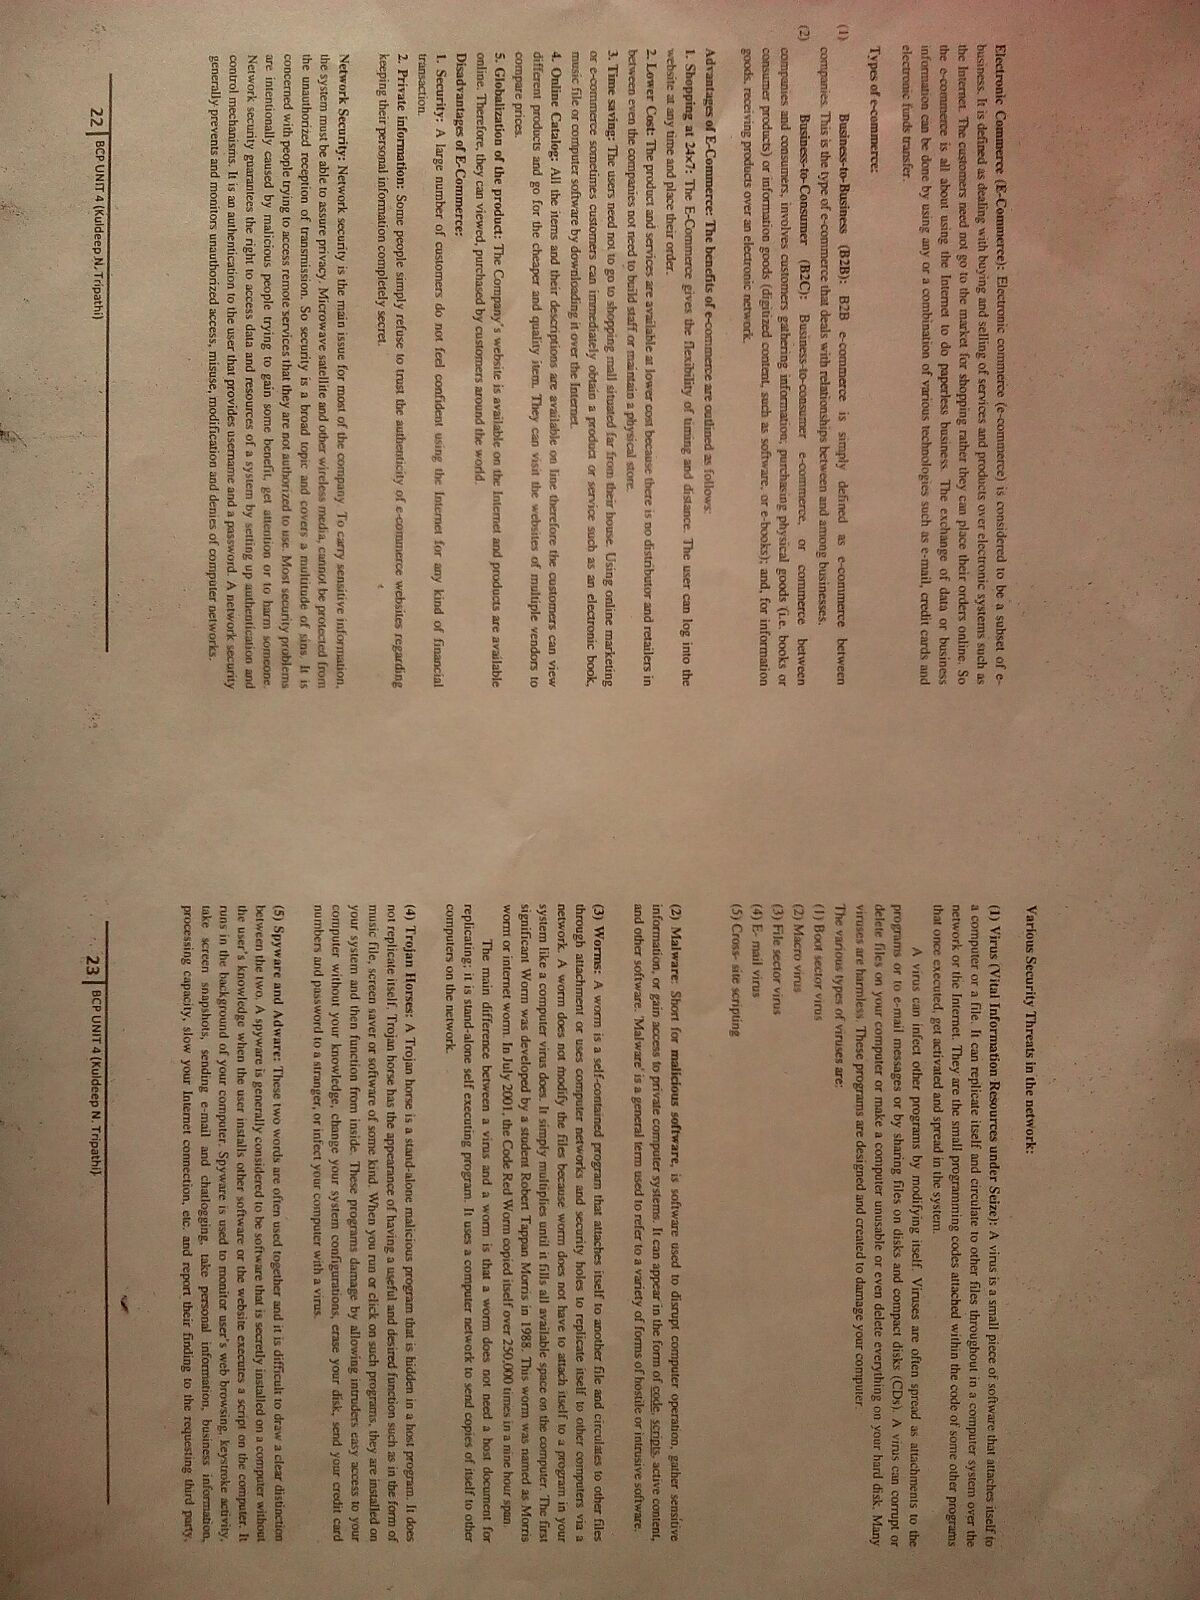 Electronic Commerce (E-Commerce): Electronic commerce (e-commerce) is considered to be a subset of e-
business. It is defined as dealing with buying and selling of services and products over electronic systems such as
the Internet. The customers need not go to the market for shopping rather they can place their orders online. So
the e-commerce is all about using the Internet to do paperless business. The exchange of data or business
information can be done by using any or a combination of various technologies such as e-mail, credit cards and
electronic funds transfer.
Types of e-commerce:
(1) Business-to-Business (B2B): B2B e-commerce is simply defined as e-commerce between
companies. This is the type of e-commerce that deals with relationships between and among businesses.
(2) Business-to-Consumer (B2C): Business-to-consumer e-commerce, or commerce between
companies and consumers, involves customers gathering information; purchasing physical goods (i.e. books or
consumer products) or information goods (digitized content, such as software, or e-books); and, for information
goods, receiving products over an electronic network.
Advantages of E-Commerce: The benefits of e-commerce are outlined as follows:
1. Shopping at 24×7: The E-Commerce gives the flexibility of timing and distance. The user can log into the
website at any time and place their order.
2. Lower Cost: The product and services are available at lower cost because there is no distributor and retailers in
between even the companies not need to build staff or maintain a physical store.
3. Time saving: The users need not to go to shopping mall situated far from their house. Using online marketing
or e-commerce sometimes customers can immediately obtain a product or service such as an electronic book,
music file or computer software by downloading it over the Internet.
4. Online Catalog: All the items and their descriptions are available on line therefore the customers can view
different products and go for the cheaper and quality item. They can visit the websites of multiple vendors to
compare prices.
5. Globalization of the product: The Company's website is available on the Internet and products are available
online. Therefore, they can viewed, purchased by customers around the world.
Disadvantages of E-Commerce:
1. Security: A large number of customers do not feel confident using the Internet for any kind of financial
transaction.
2. Private information: Some people simply refuse to trust the authenticity of e-commerce websites regarding
keeping their personal information completely secret.
Network Security: Network security is the main issue for most of the company. To carry sensitive information,
the system must be able to assure privacy. Microwave satellite and other wireless media, cannot be protected from
the unauthorized reception of transmission. So security is a broad topic and covers a multitude of sins. It is
concerned with people trying to access remote services that they are not authorized to use. Most security problems
are intentionally caused by malicious people trying to gain some benefit, get attention or to harm someone.
Network security guarantees the right to access data and resources of a system by setting up authentication and
control mechanisms. It is an authentication to the user that provides username and a password. A network security
generally prevents and monitors unauthorized access, misuse, modification and denies of computer networks.
22 BCP UNIT 4 (Kuldeep N. Tripathi)
Various Security Threats in the network:
(1) Virus (Vital Information Resources under Seize): A virus is a small piece of software that attaches itself to
a computer or a file. It can replicate itself and circulate to other files throughout in a computer system over the
network or the Internet. They are the small programming codes attached within the code of some other programs
that once executed, get activated and spread in the system.
A virus can infect other programs by modifying itself. Viruses are often spread as attachments to the
programs or to e-mail messages or by sharing files on disks and compact disks (CDs). A virus can corrupt or
delete files on your computer or make a computer unusable or even delete everything on your hard disk. Many
viruses are harmless. These programs are designed and created to damage your computer.
The various types of viruses are:
(1) Boot sector virus
(2) Macro virus
(3) File sector virus
(4) E- mail virus
(5) Cross- site scripting
(2) Malware: Short for malicious software, is software used to disrupt computer operation, gather sensitive
information, or gain access to private computer systems. It can appear in the form of code, scripts, active content,
and other software. 'Malware' is a general term used to refer to a variety of forms of hostile or intrusive software.
(3) Worms: A worm is a self-contained program that attaches itself to another file and circulates to other files
through attachment or uses computer networks and security holes to replicate itself to other computers via a
network. A worm does not modify the files because worm does not have to attach itself to a program in your
system like a computer virus does. It simply multiplies until it fills all available space on the computer. The first
significant Worm was developed by a student Robert Tappan Morris in 1988. This worm was named as Morris
worm or internet worm. In July 2001, the Code Red Worm copied itself over 250,000 times in a nine hour span.
The main difference between a virus and a worm is that a worm does not need a host document for
replicating; it is stand-alone self executing program. It uses a computer network to send copies of itself to other
computers on the network.
(4) Trojan Horses: A Trojan horse is a stand-alone malicious program that is hidden in a host program. It does
not replicate itself. Trojan horse has the appearance of having a useful and desired function such as in the form of
music file, screen saver or software of some kind. When you run or click on such programs, they are installed on
your system and then function from inside. These programs damage by allowing intruders easy access to your
computer without your knowledge, change your system configurations, erase your disk, send your credit card
numbers and password to a stranger, or infect your computer with a virus.
(5) Spyware and Adware: These two words are often used together and it is difficult to draw a clear distinction
between the two. A spyware is generally considered to be software that is secretly installed on a computer without
the user's knowledge when the user installs other software or the website executes a script on the computer. It
runs in the background of your computer. Spyware is used to monitor user's web browsing, keystroke activity,
take screen snapshots, sending e-mail and chatlogging, take personal information, business information,
processing capacity, slow your Internet connection, etc. and report their finding to the requesting third party,
23 BCP UNIT 4 (Kuldeep N. Tripathi)